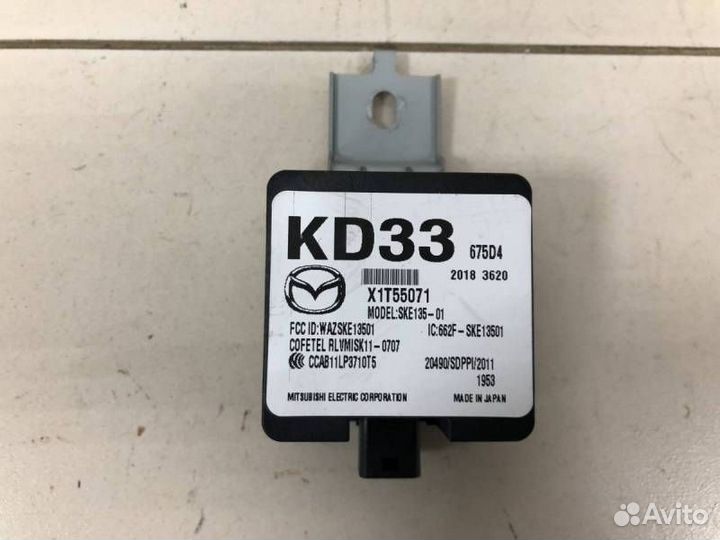 KD33 675D4
2018 3620
X1T55071
MODEL:SKE135-01
FCC ID:WAZSKE13501 IC:662F-SKE13501
COFETEL RLVMISK11-0707
CCAB11LP3710T5 20490/SDPPI/2011
1953
MITSUBISHI ELECTRIC CORPORATION MADE IN JAPAN
Avito